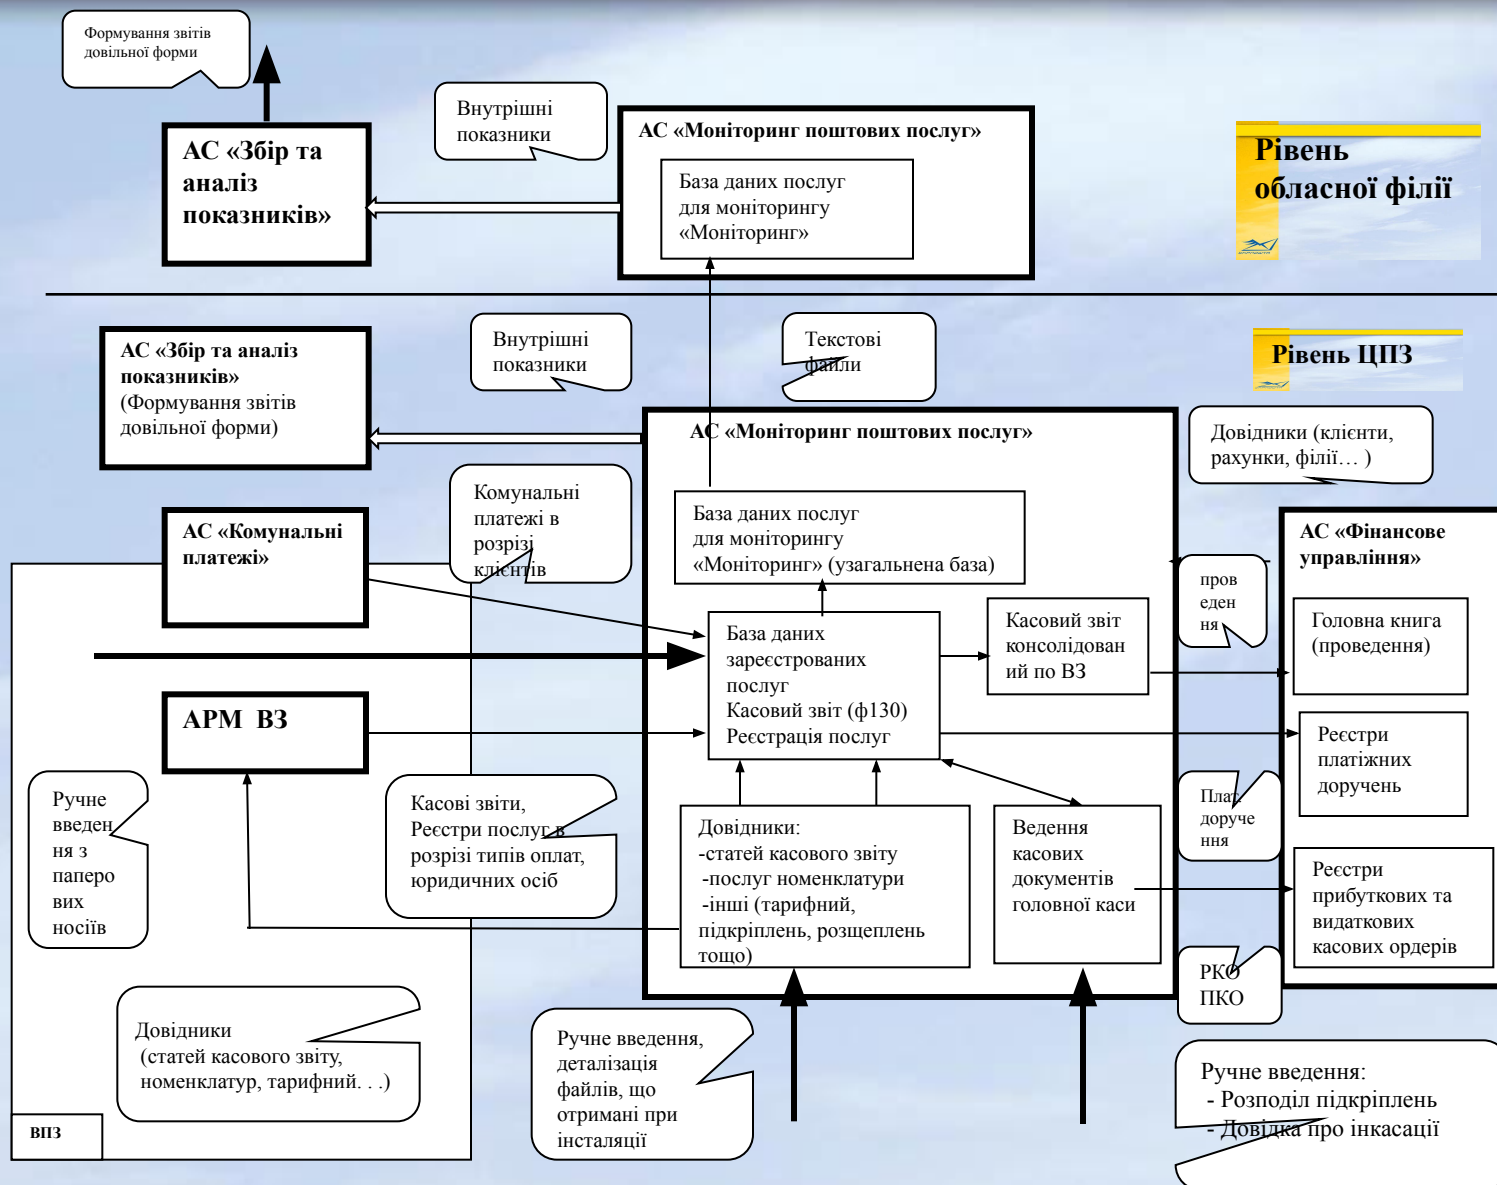 Формування звітів
довільної форми
АС «Збір та
аналіз
показників»
Внутрішні
показники
АС «Моніторинг поштових послуг»
База даних послуг
для моніторингу
«Моніторинг»
Рівень
обласної філії
АС «Збір та аналіз
показників»
(Формування звітів
довільної форми)
Внутрішні
показники
Текстові
файли
Рівень ЦПЗ
АС «Моніторинг поштових послуг»
Довідники (клієнти,
рахунки, філії… )
Комунальні
платежі в
розрізі
клієнтів
АС «Комунальні
платежі»
База даних послуг
для моніторингу
«Моніторинг» (узагальнена база)
АС «Фінансове
управління»
пров
еден
ня
База даних
зареєстрованих
послуг
Касовий звіт (ф130)
Реєстрація послуг
Касовий звіт
консолідован
ий по ВЗ
Головна книга
(проведення)
АРМ ВЗ
Реєстри
платіжних
доручень
Ручне
введен
ня з
паперо
вих
носіїв
Касові звіти,
Реєстри послуг в
розрізі типів оплат,
юридичних осіб
Довідники:
-статей касового звіту
-послуг номенклатури
-інші (тарифний,
підкріплень, розщеплень
тощо)
Ведення
касових
документів
головної каси
Плат.
доруче
ння
Реєстри
прибуткових та
видаткових
касових ордерів
РКО
ПКО
Довідники
(статей касового звіту,
номенклатур, тарифний. . .)
Ручне введення,
деталізація
файлів, що
отримані при
інсталяції
Ручне введення:
- Розподіл підкріплень
- Довідка про інкасації
ВПЗ